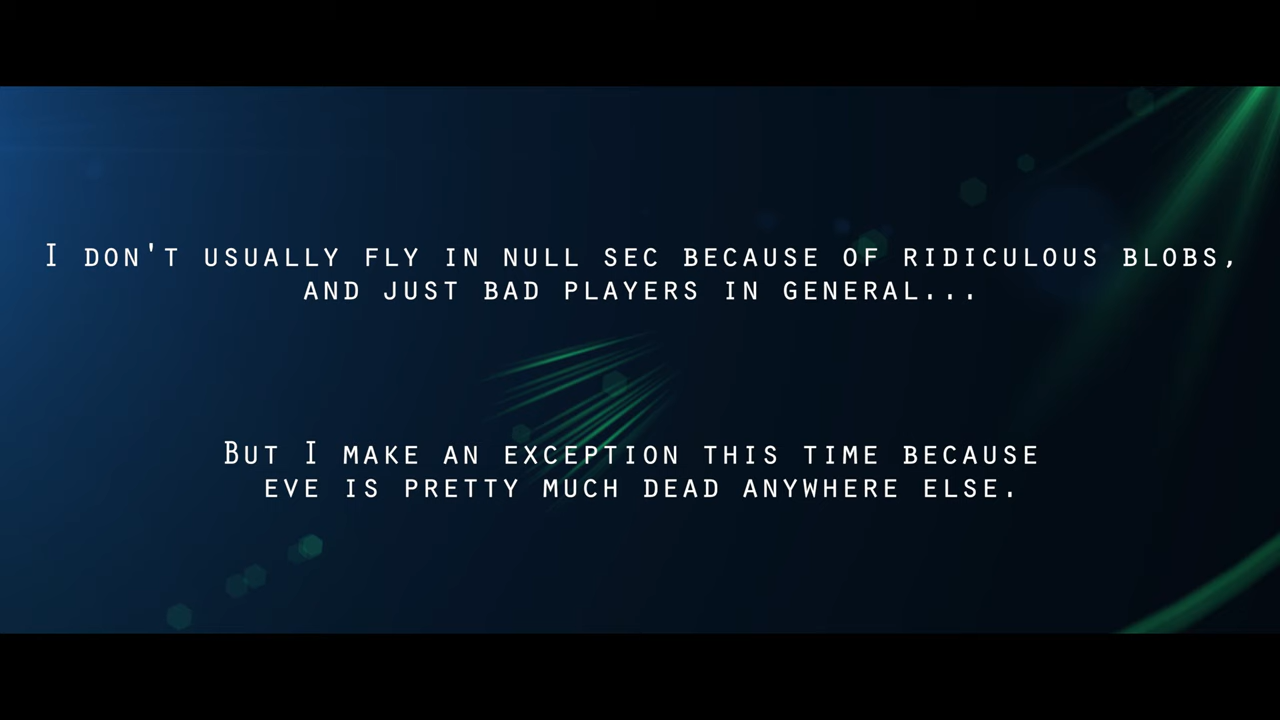 I DON'T USUALLY FLY IN NULL SEC BECAUSE OF RIDICULOUS BLOBS,
AND JUST BAD PLAYERS IN GENERAL...
BUT I MAKE AN EXCEPTION THIS TIME BECAUSE
EVE IS PRETTY MUCH DEAD ANYWHERE ELSE.